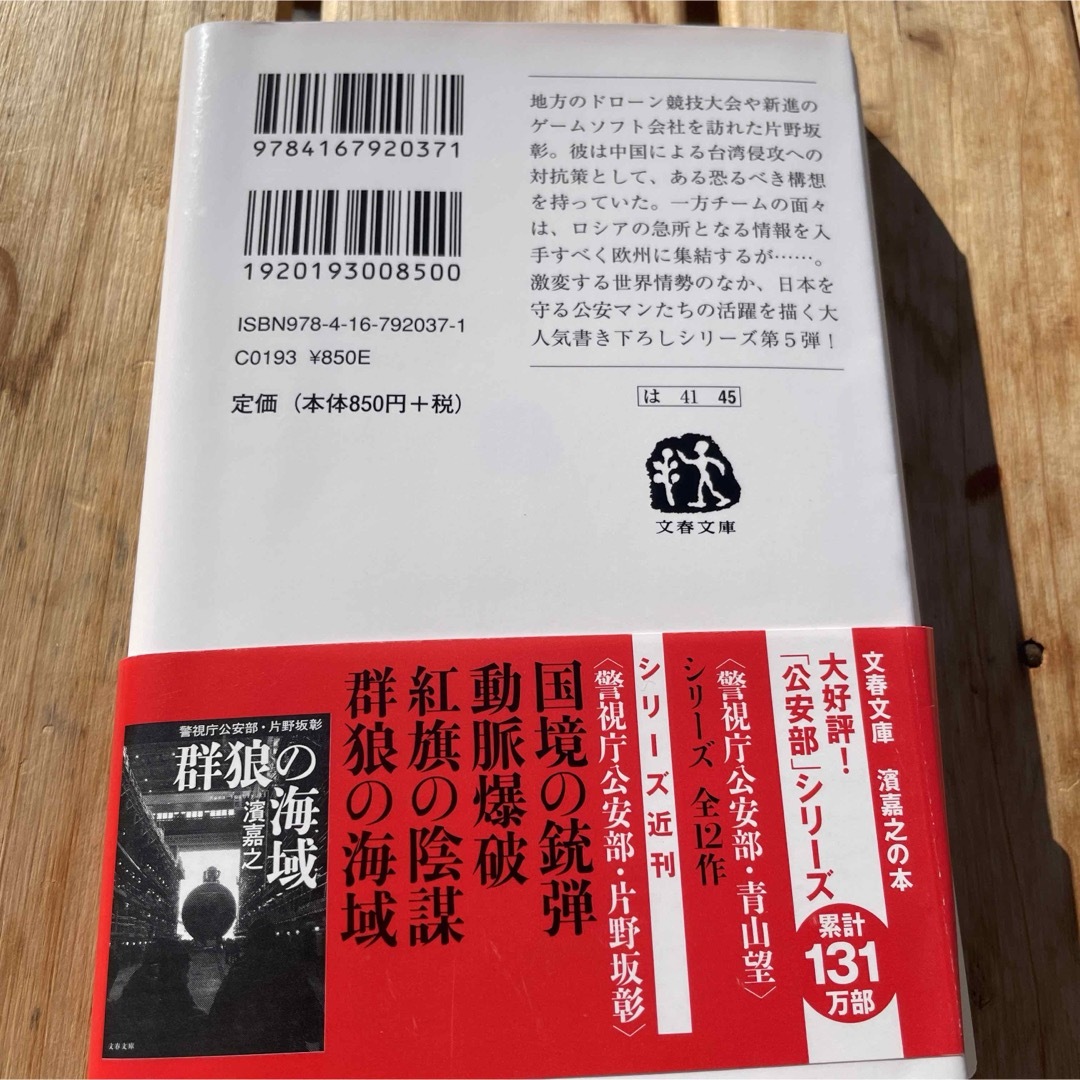 9784167920371
1920193008500
ISBN978-4-16-792037-1
C0193 ¥850E
定価（本体850円＋税）
地方のドローン競技大会や新進の
ゲームソフト会社を訪れた片野坂
彰。彼は中国による台湾侵攻への
対抗策として、ある恐るべき構想
を持っていた。一方チームの面々
は、ロシアの急所となる情報を入
手すべく欧州に集結するが……。
激変する世界情勢のなか、日本を
守る公安マンたちの活躍を描く大
人気書き下ろしシリーズ第5弾！
は 41 45
文春文庫
文春文庫 濱嘉之の本
大好評！
「公安部」シリーズ
累計
131
万部
〈警視庁公安部・青山望〉
シリーズ 全12作
シリーズ近刊
〈警視庁公安部・片野坂彰〉
国境の銃弾
動脈爆破
紅旗の陰謀
群狼の海域
警視庁公安部・片野坂彰
群狼の
海域
濱嘉之
文春文庫